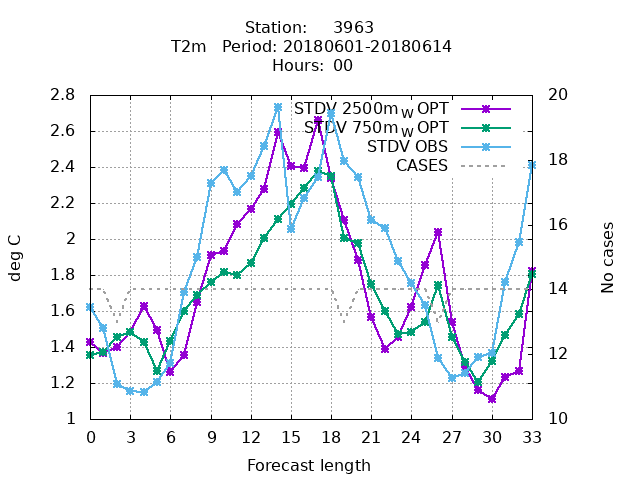 Station: 3963
T2m Period: 20180601-20180614
Hours: 00
2.8
2.6
2.4
2.2
2
1.8
1.6
1.4
1.2
1
20
18
16
14
12
10
STDV 2500m W OPT
STDV 750m W OPT
STDV OBS
CASES
deg C
No cases
0 3 6 9 12 15 18 21 24 27 30 33
Forecast length